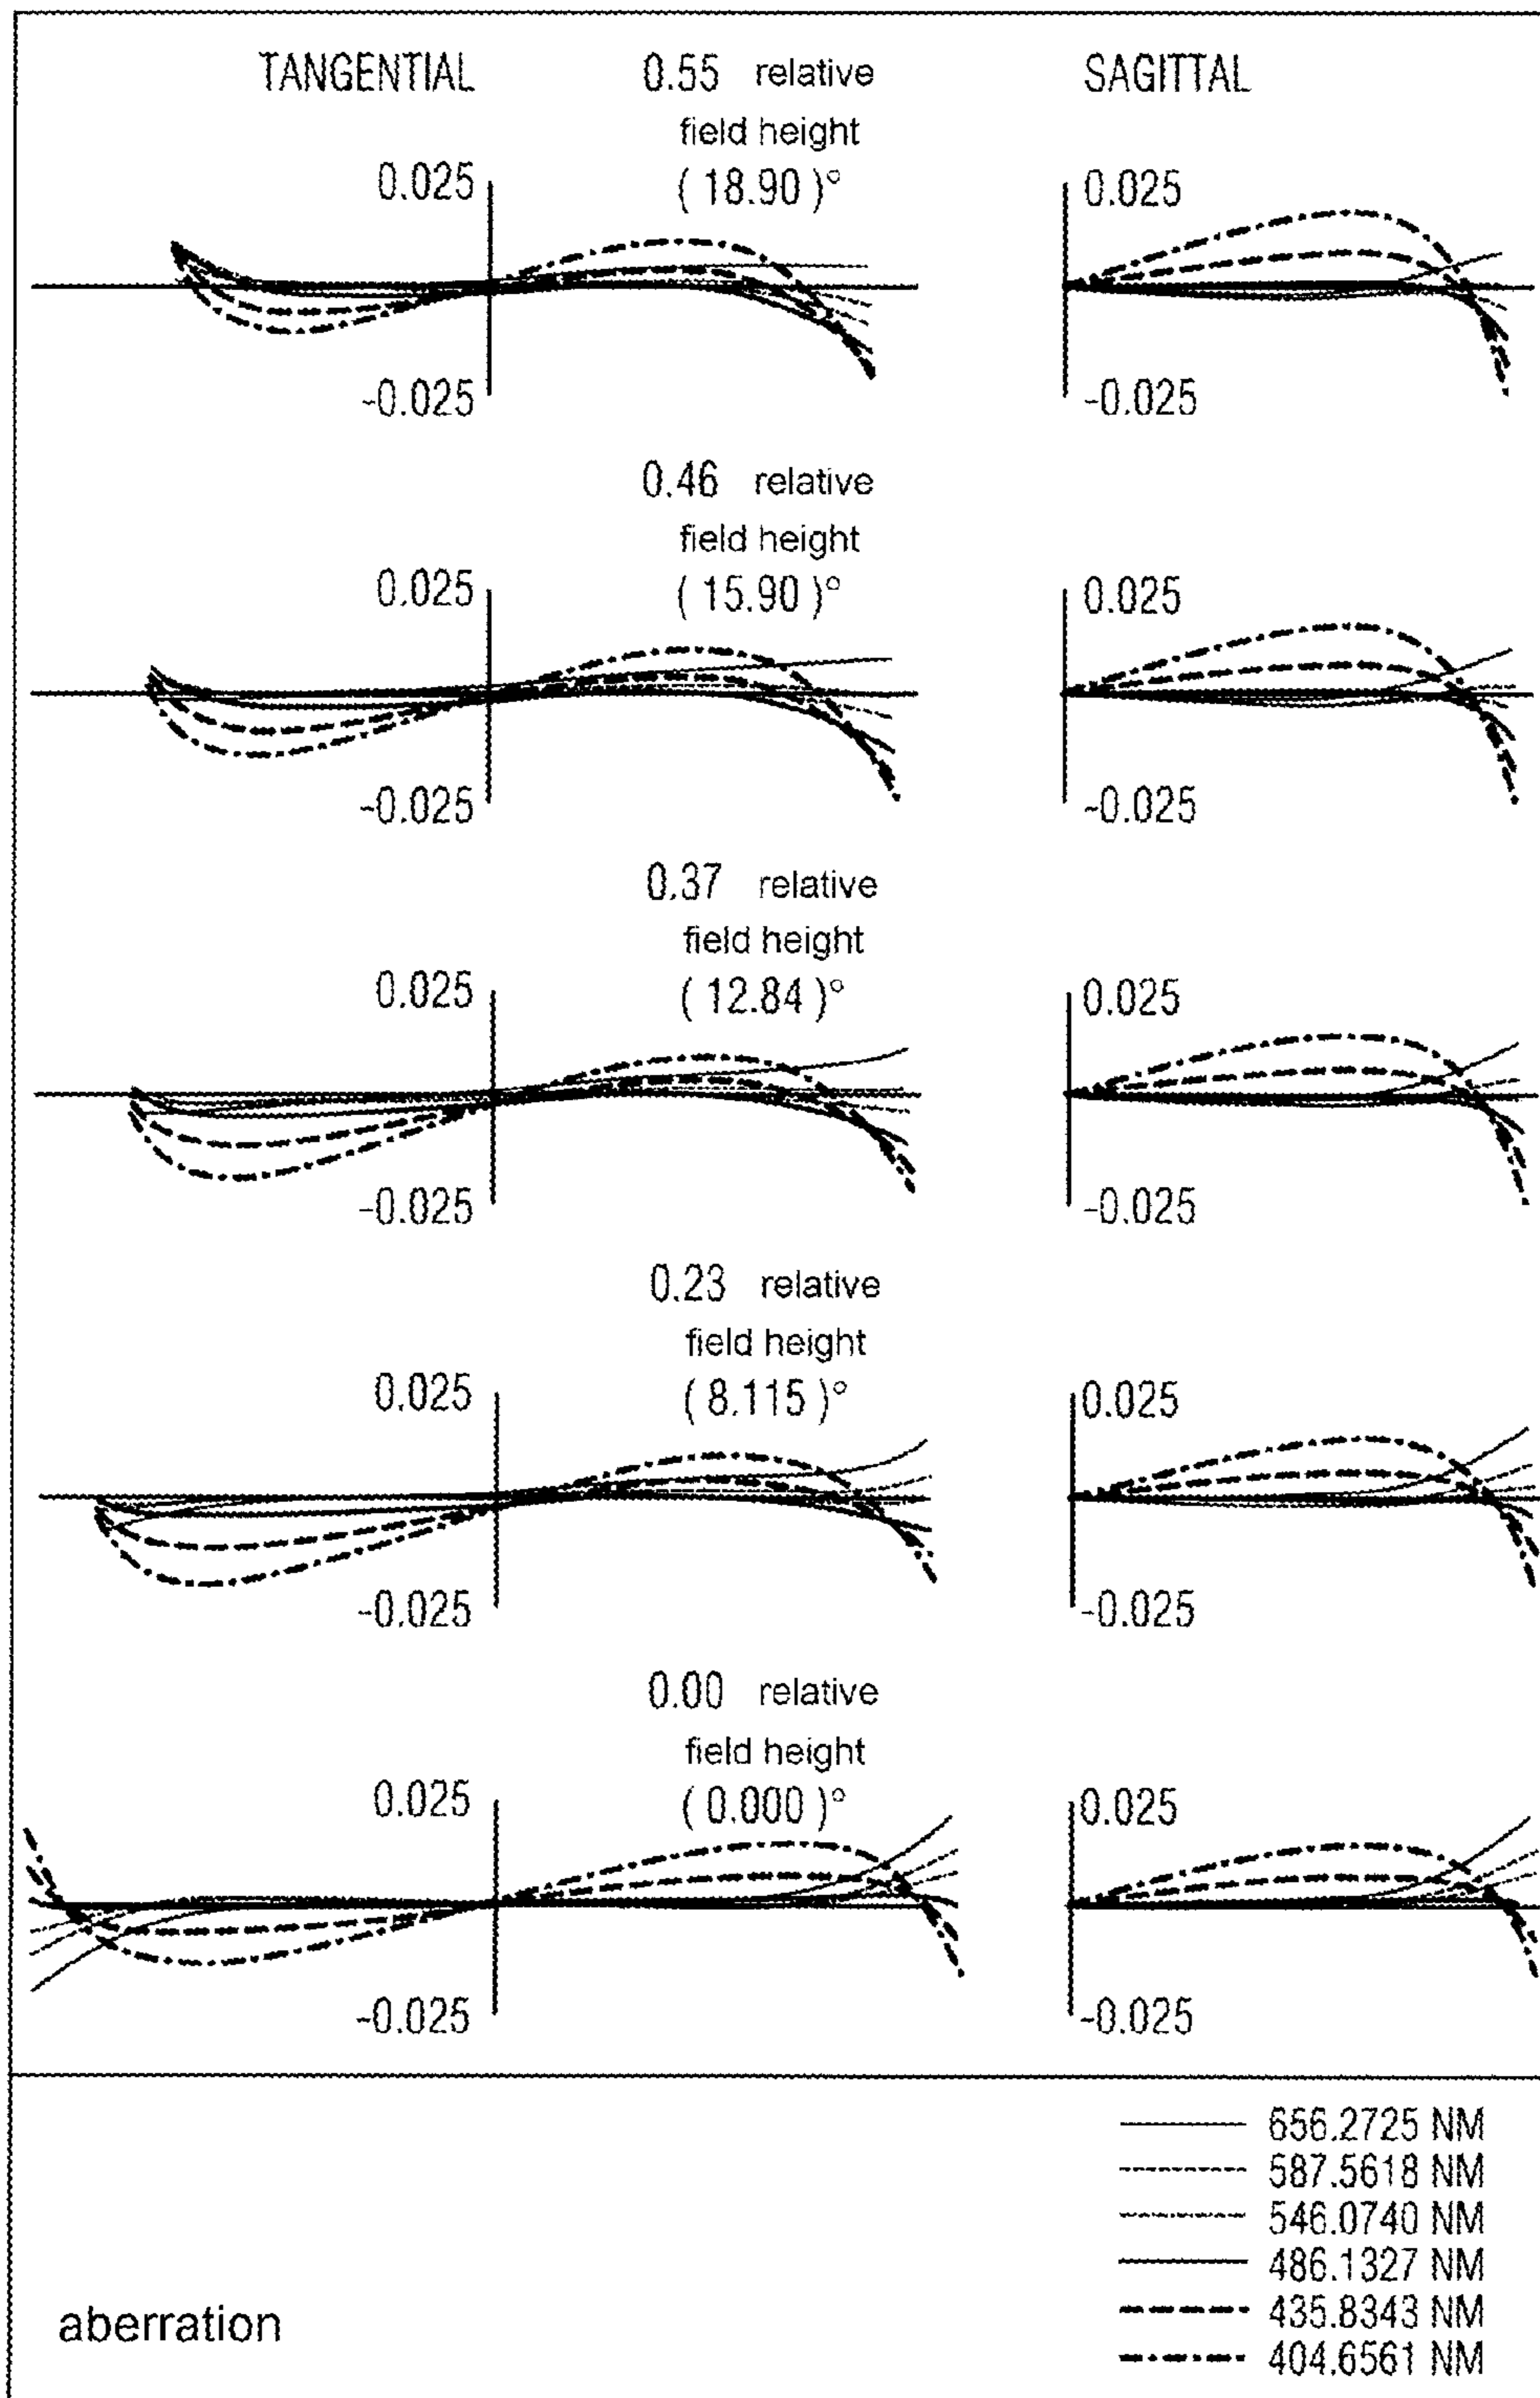 TANGENTIAL 0.55 relative SAGITTAL
field height
0.025 ( 18.90 )° 0.025
-0.025 -0.025
0.46 relative
field height
0.025 ( 15.90 )° 0.025
-0.025 -0.025
0.37 relative
field height
0.025 ( 12.84 )° 0.025
-0.025 -0.025
0.23 relative
field height
0.025 ( 8.115 )° 0.025
-0.025 -0.025
0.00 relative
field height
0.025 ( 0.000 )° 0.025
-0.025 -0.025
656.2725 NM
587.5618 NM
546.0740 NM
486.1327 NM
435.8343 NM
404.6561 NM
aberration